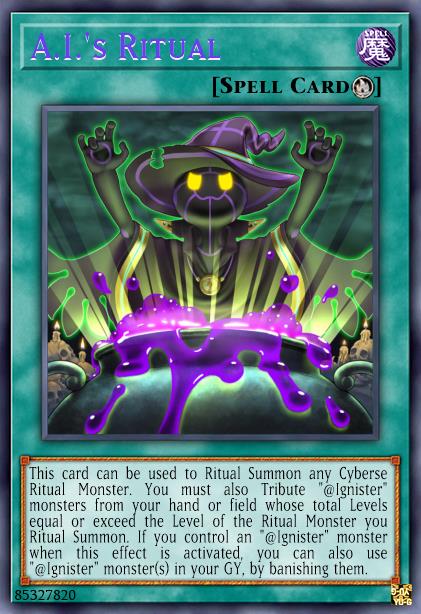 A.I.'s Ritual
SPELL
魔
[Spell Card]
This card can be used to Ritual Summon any Cyberse
Ritual Monster. You must also Tribute "@Ignister"
monsters from your hand or field whose total Levels
equal or exceed the Level of the Ritual Monster you
Ritual Summon. If you control an "@Ignister" monster
when this effect is activated, you can also use
"@Ignister" monster(s) in your GY, by banishing them.
85327820